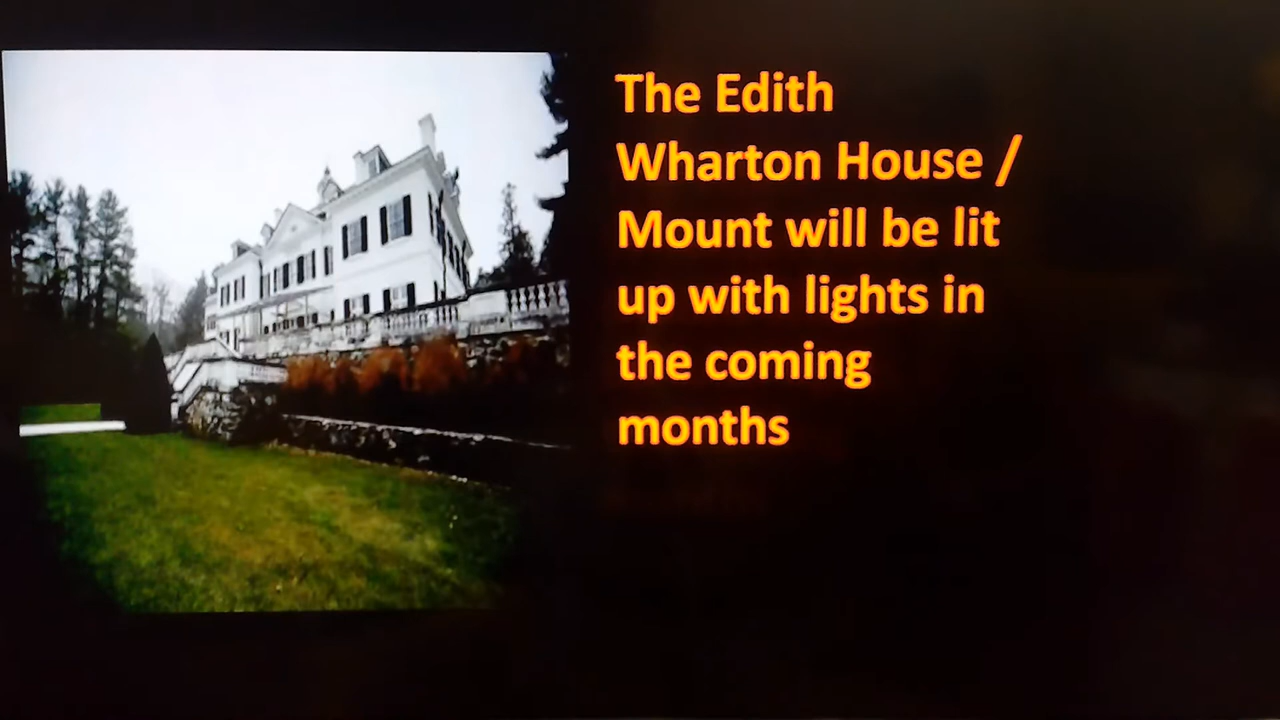 The Edith
Wharton House /
Mount will be lit
up with lights in
the coming
months